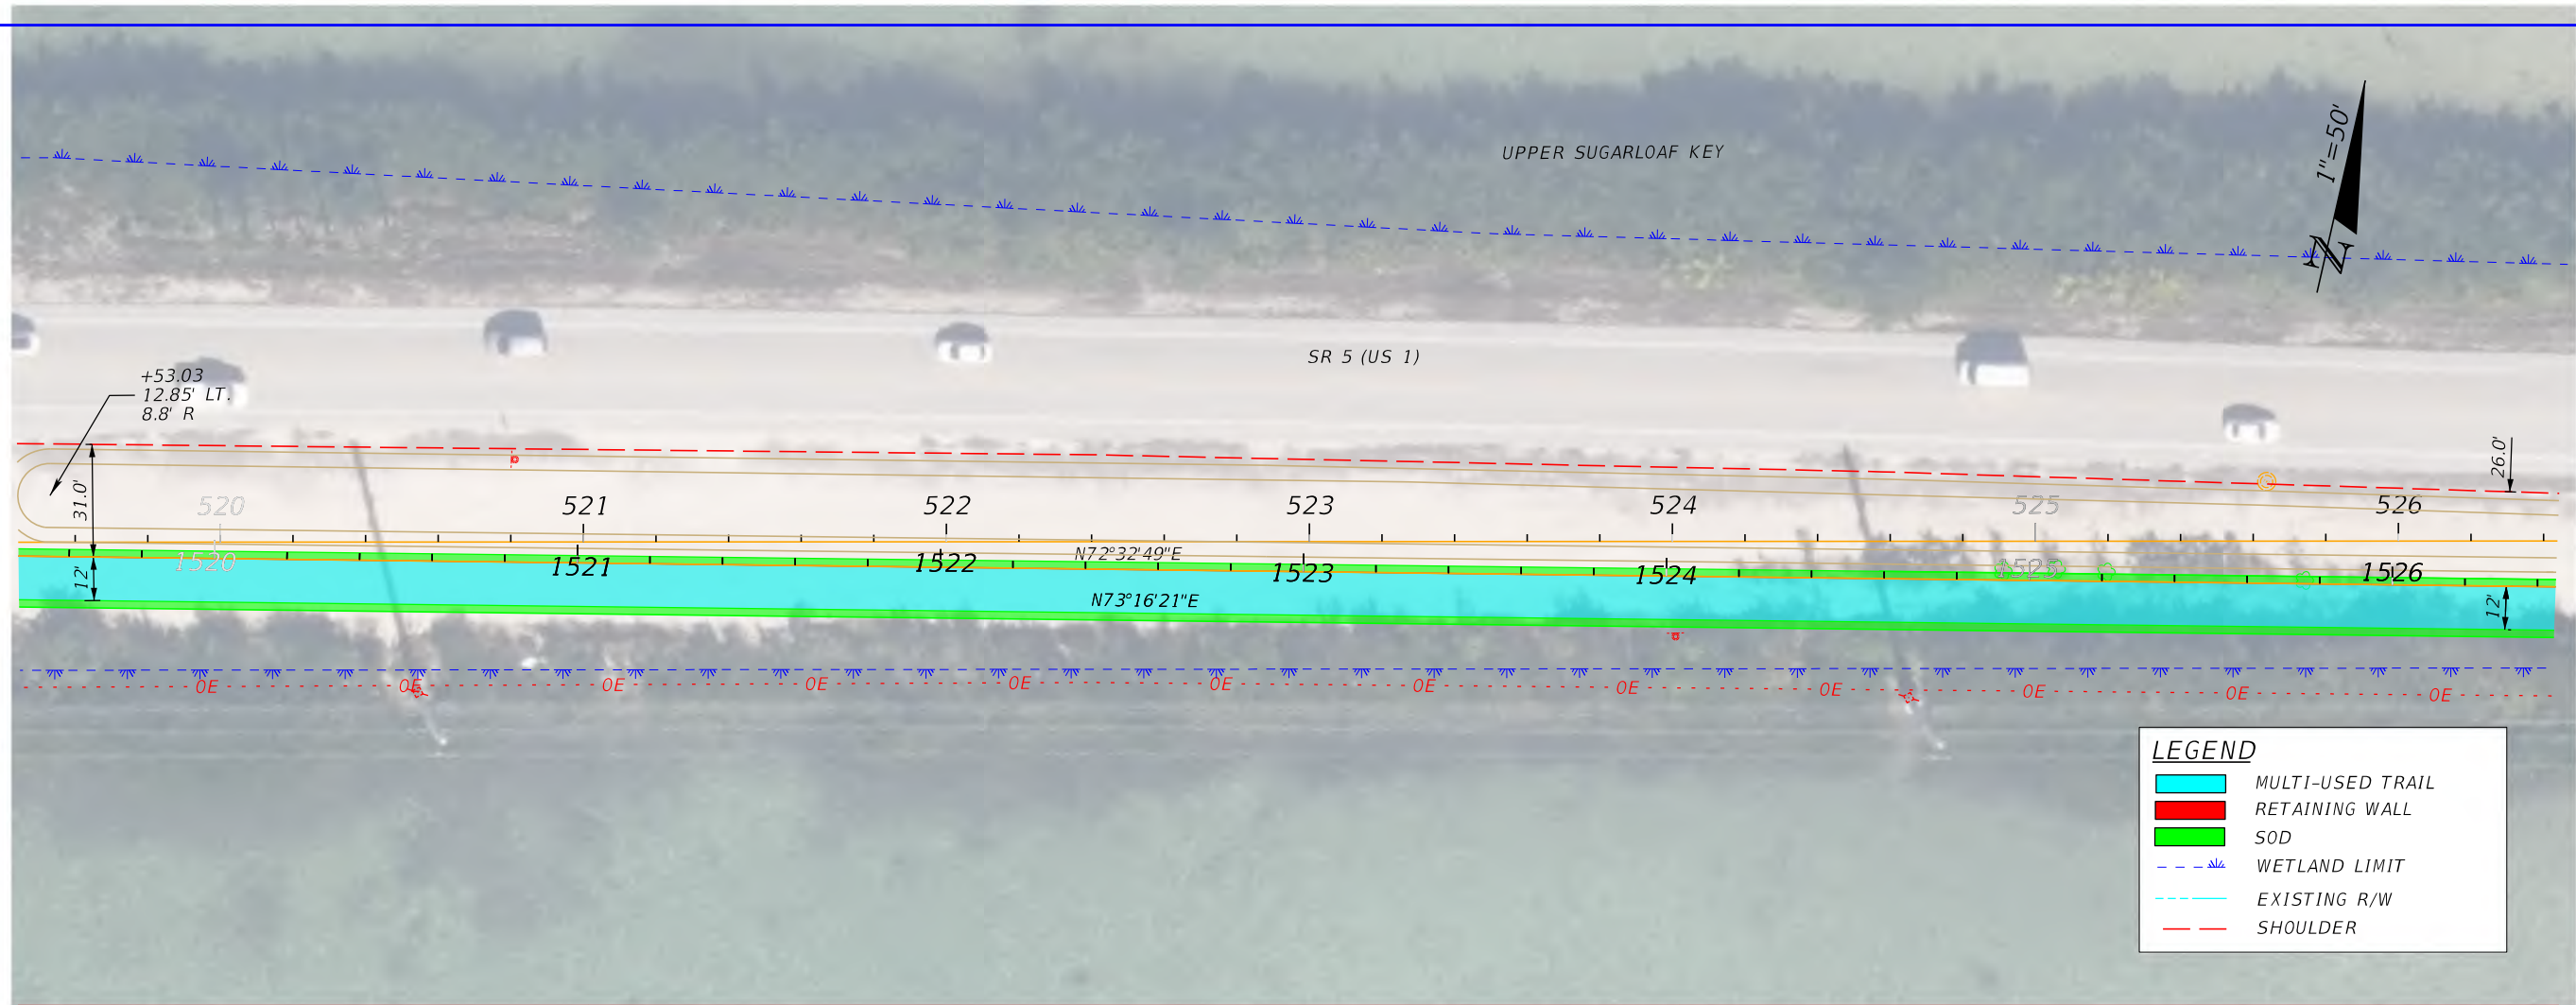 UPPER SUGARLOAF KEY
1"=50'
N
SR 5 (US 1)
+53.03
12.85' LT.
8.8' R
31.0'
26.0'
520
521
522
523
524
525
526
N72°32'49"E
1520
1521
1522
1523
1524
1525
1526
12'
N73°16'21"E
12'
OE
OE
OE
OE
OE
OE
OE
OE
OE
OE
OE
OE
LEGEND
MULTI-USED TRAIL
RETAINING WALL
SOD
WETLAND LIMIT
EXISTING R/W
SHOULDER